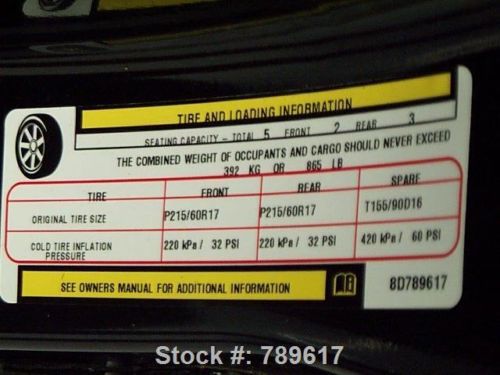 TIRE AND LOADING INFORMATION
SEATING CAPACITY - TOTAL 5 FRONT 2 REAR 3
THE COMBINED WEIGHT OF OCCUPANTS AND CARGO SHOULD NEVER EXCEED
392 KG OR 865 LB
TIRE FRONT REAR SPARE
ORIGINAL TIRE SIZE P215/60R17 P215/60R17 T155/90D16
COLD TIRE INFLATION PRESSURE 220 kPa / 32 PSI 220 kPa / 32 PSI 420 kPa / 60 PSI
SEE OWNERS MANUAL FOR ADDITIONAL INFORMATION 8D789617
Stock #: 789617